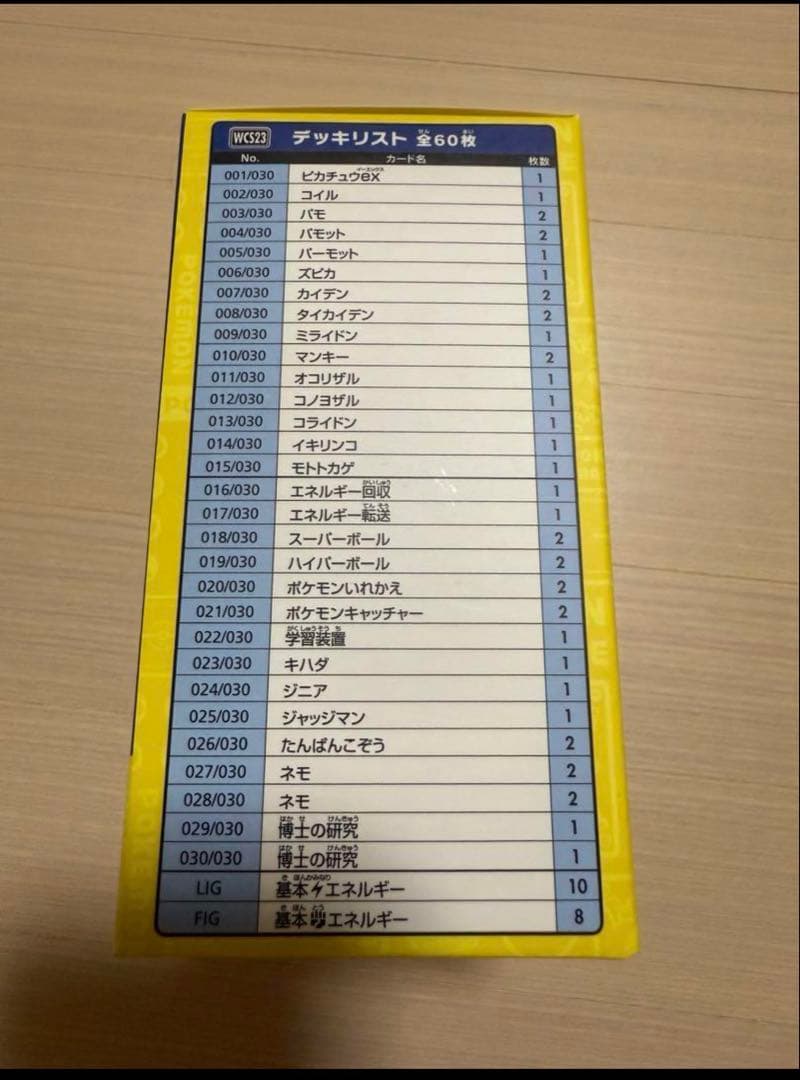 WCS23 デッキリスト 全60枚
No. カード名 枚数
001/030 ピカチュウex 1
002/030 コイル 1
003/030 パモ 2
004/030 パモット 2
005/030 パーモット 1
006/030 ズピカ 1
007/030 カイデン 2
008/030 タイカイデン 2
009/030 ミライドン 1
010/030 マンキー 2
011/030 オコリザル 1
012/030 コノヨザル 1
013/030 コライドン 1
014/030 イキリンコ 1
015/030 モトトカゲ 1
016/030 エネルギー回収 1
017/030 エネルギー転送 1
018/030 スーパーボール 2
019/030 ハイパーボール 2
020/030 ポケモンいれかえ 2
021/030 ポケモンキャッチャー 2
022/030 学習装置 1
023/030 キハダ 1
024/030 ジニア 1
025/030 ジャッジマン 1
026/030 たんぱんこぞう 2
027/030 ネモ 2
028/030 ネモ 2
029/030 博士の研究 1
030/030 博士の研究 1
LIG 基本エネルギー 10
FIG 基本エネルギー 8
POKEMON